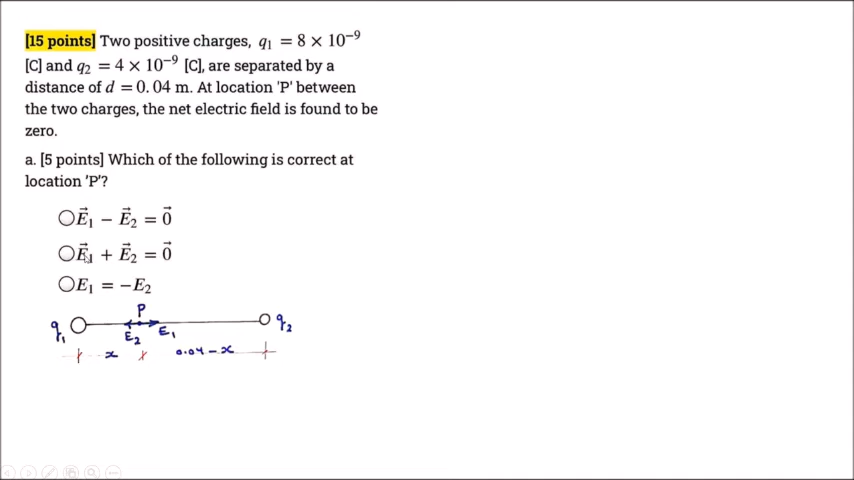 [15 points] Two positive charges, q₁ = 8 × 10⁻⁹
[C] and q₂ = 4 × 10⁻⁹ [C], are separated by a
distance of d = 0.04 m. At location 'P' between
the two charges, the net electric field is found to be
zero.
a. [5 points] Which of the following is correct at
location 'P'?
E⃗₁ − E⃗₂ = 0⃗
E⃗₁ + E⃗₂ = 0⃗
E₁ = −E₂
P
q₁ E₂ E₁ q₂
x 0.04 − x